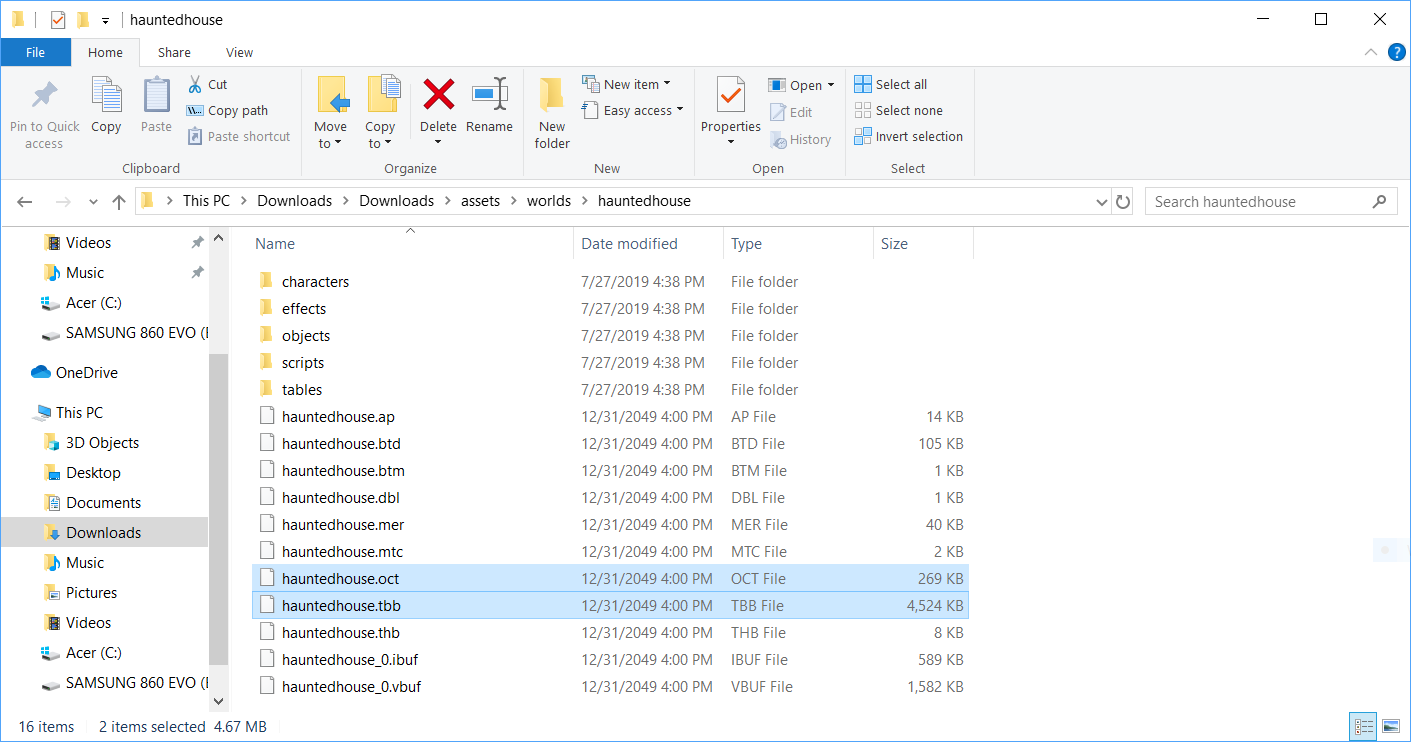 hauntedhouse
File Home Share View
Pin to Quick access
Copy
Paste
Cut
Copy path
Paste shortcut
Clipboard
Move to
Copy to
Delete
Rename
Organize
New folder
New item
Easy access
New
Properties
Open
Edit
History
Open
Select all
Select none
Invert selection
Select
This PC > Downloads > Downloads > assets > worlds > hauntedhouse
Search hauntedhouse
Videos
Music
Acer (C:)
SAMSUNG 860 EVO (
OneDrive
This PC
3D Objects
Desktop
Documents
Downloads
Music
Pictures
Videos
Acer (C:)
SAMSUNG 860 EVO (
Name Date modified Type Size
characters 7/27/2019 4:38 PM File folder
effects 7/27/2019 4:38 PM File folder
objects 7/27/2019 4:38 PM File folder
scripts 7/27/2019 4:38 PM File folder
tables 7/27/2019 4:38 PM File folder
hauntedhouse.ap 12/31/2049 4:00 PM AP File 14 KB
hauntedhouse.btd 12/31/2049 4:00 PM BTD File 105 KB
hauntedhouse.btm 12/31/2049 4:00 PM BTM File 1 KB
hauntedhouse.dbl 12/31/2049 4:00 PM DBL File 1 KB
hauntedhouse.mer 12/31/2049 4:00 PM MER File 40 KB
hauntedhouse.mtc 12/31/2049 4:00 PM MTC File 2 KB
hauntedhouse.oct 12/31/2049 4:00 PM OCT File 269 KB
hauntedhouse.tbb 12/31/2049 4:00 PM TBB File 4,524 KB
hauntedhouse.thb 12/31/2049 4:00 PM THB File 8 KB
hauntedhouse_0.ibuf 12/31/2049 4:00 PM IBUF File 589 KB
hauntedhouse_0.vbuf 12/31/2049 4:00 PM VBUF File 1,582 KB
16 items 2 items selected 4.67 MB